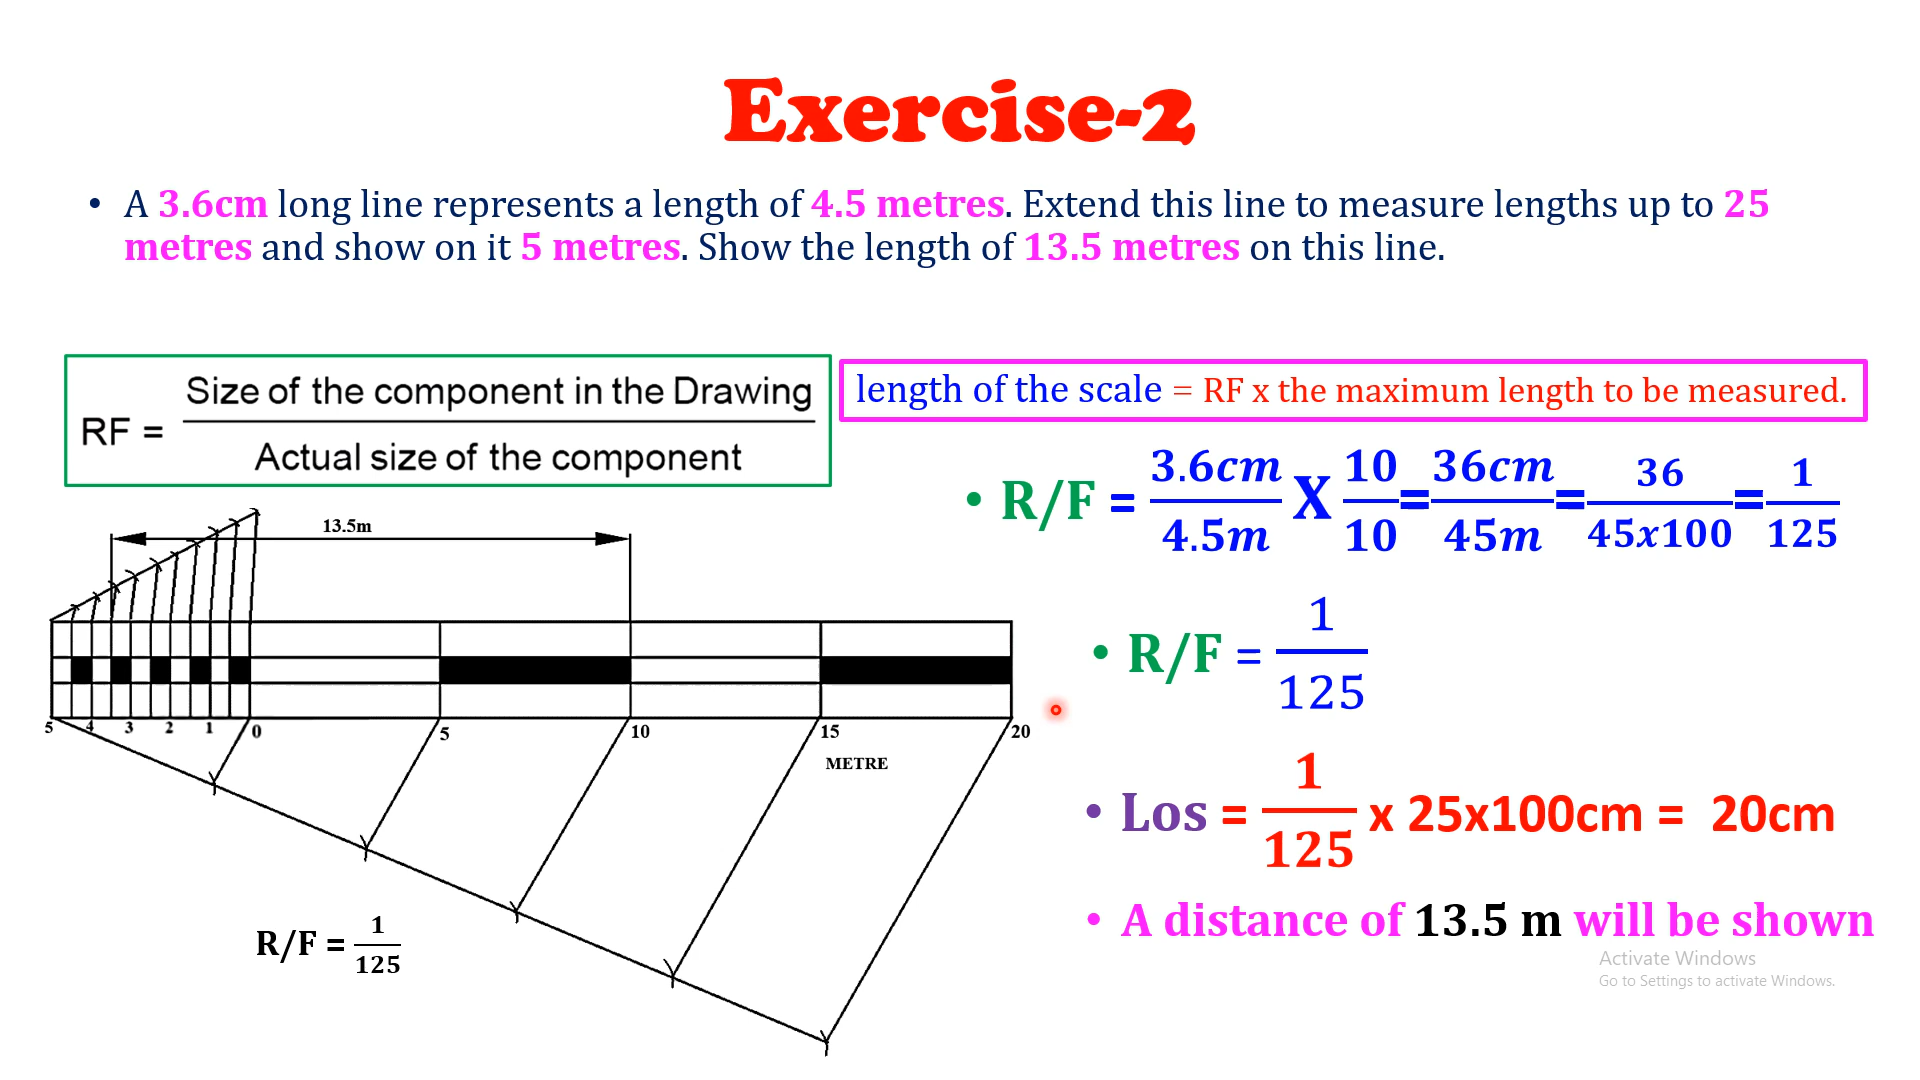 Exercise-2
• A 3.6cm long line represents a length of 4.5 metres. Extend this line to measure lengths up to 25
metres and show on it 5 metres. Show the length of 13.5 metres on this line.
RF = Size of the component in the Drawing / Actual size of the component
length of the scale = RF x the maximum length to be measured.
• R/F = 3.6cm/4.5m X 10/10=36cm/45m=36/45x100=1/125
13.5m
• R/F = 1/125
5 4 3 2 1 0 5 10 15 20
METRE
• Los = 1/125 x 25x100cm = 20cm
R/F = 1/125
• A distance of 13.5 m will be shown
Activate Windows
Go to Settings to activate Windows.